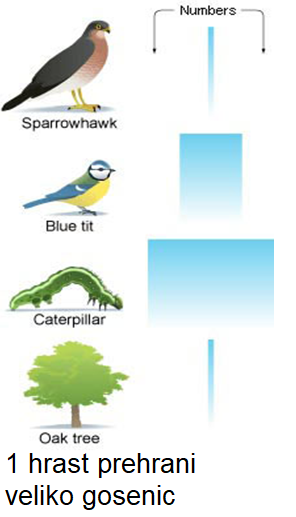 Numbers
Sparrowhawk
Blue tit
Caterpillar
Oak tree
1 hrast prehrani
veliko gosenic